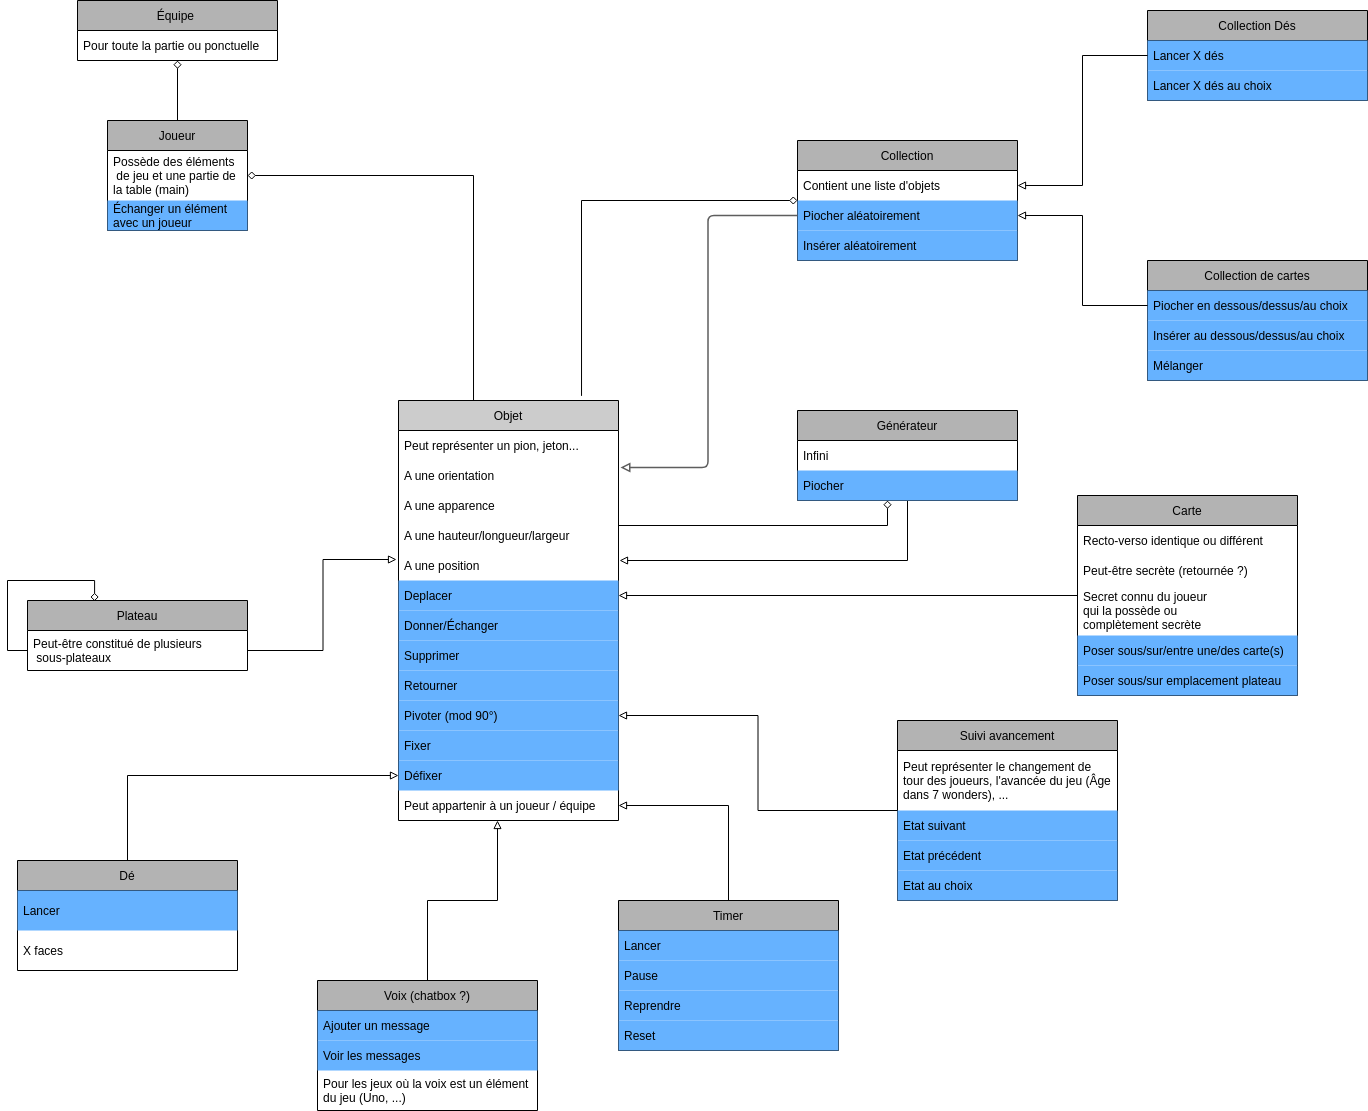 Équipe
Pour toute la partie ou ponctuelle
Joueur
Possède des éléments
de jeu et une partie de
la table (main)
Échanger un élément
avec un joueur
Collection Dés
Lancer X dés
Lancer X dés au choix
Collection
Contient une liste d'objets
Piocher aléatoirement
Insérer aléatoirement
Collection de cartes
Piocher en dessous/dessus/au choix
Insérer au dessous/dessus/au choix
Mélanger
Objet
Peut représenter un pion, jeton...
A une orientation
A une apparence
A une hauteur/longueur/largeur
A une position
Deplacer
Donner/Échanger
Supprimer
Retourner
Pivoter (mod 90°)
Fixer
Défixer
Peut appartenir à un joueur / équipe
Générateur
Infini
Piocher
Carte
Recto-verso identique ou différent
Peut-être secrète (retournée ?)
Secret connu du joueur
qui la possède ou
complètement secrète
Poser sous/sur/entre une/des carte(s)
Poser sous/sur emplacement plateau
Plateau
Peut-être constitué de plusieurs
sous-plateaux
Suivi avancement
Peut représenter le changement de
tour des joueurs, l'avancée du jeu (Âge
dans 7 wonders), ...
Etat suivant
Etat précédent
Etat au choix
Dé
Lancer
X faces
Timer
Lancer
Pause
Reprendre
Reset
Voix (chatbox ?)
Ajouter un message
Voir les messages
Pour les jeux où la voix est un élément
du jeu (Uno, ...)